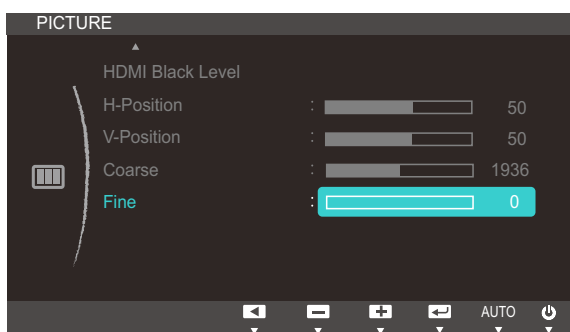 PICTURE
HDMI Black Level
H-Position : 50
V-Position : 50
Coarse : 1936
Fine : 0
AUTO